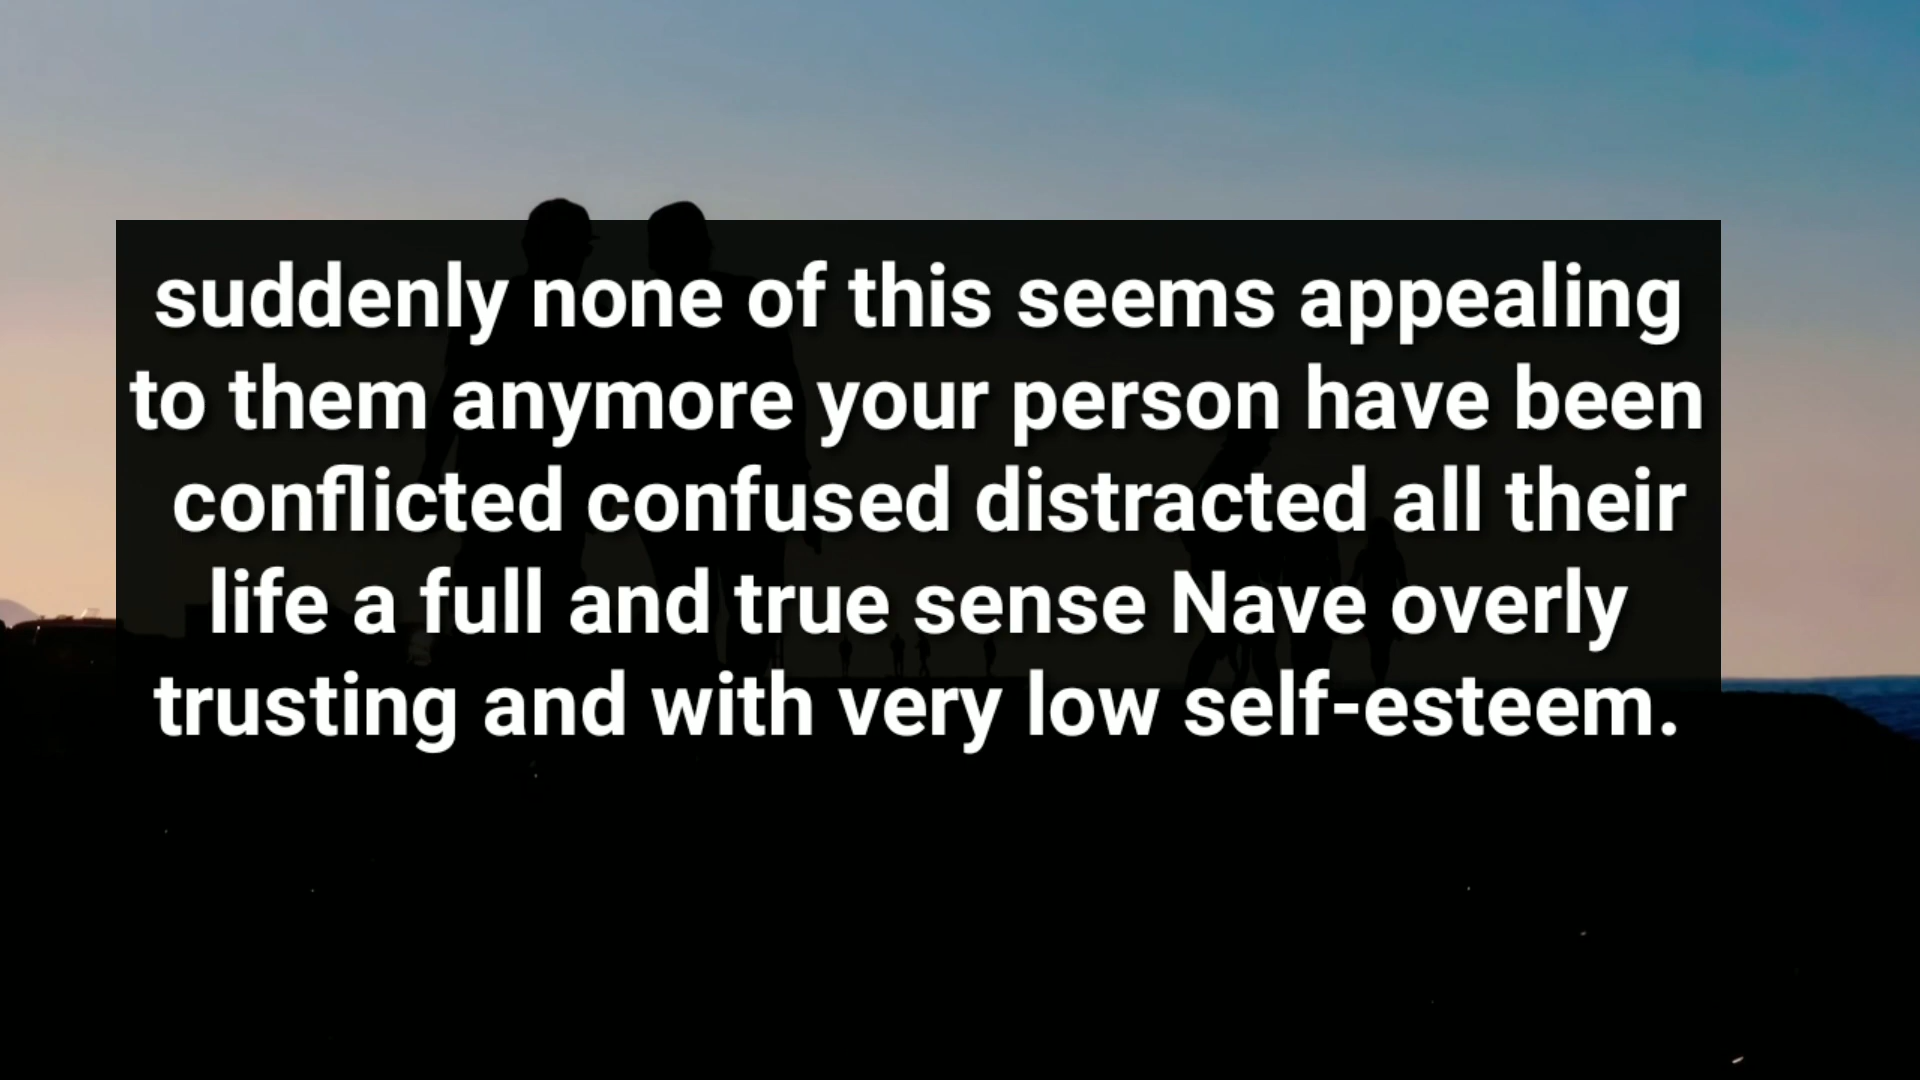 suddenly none of this seems appealing
to them anymore your person have been
conflicted confused distracted all their
life a full and true sense Nave overly
trusting and with very low self-esteem.